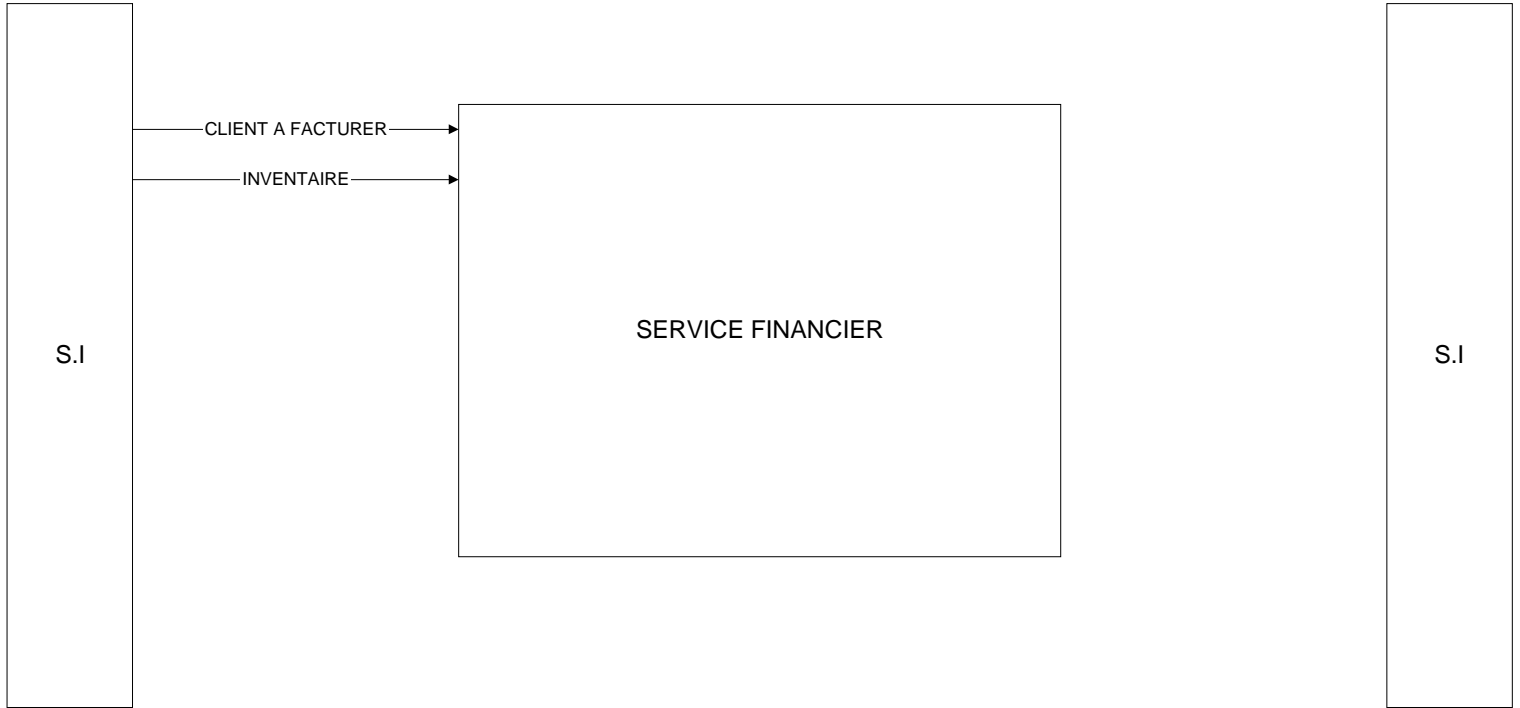 CLIENT A FACTURER
INVENTAIRE
SERVICE FINANCIER
S.I
S.I